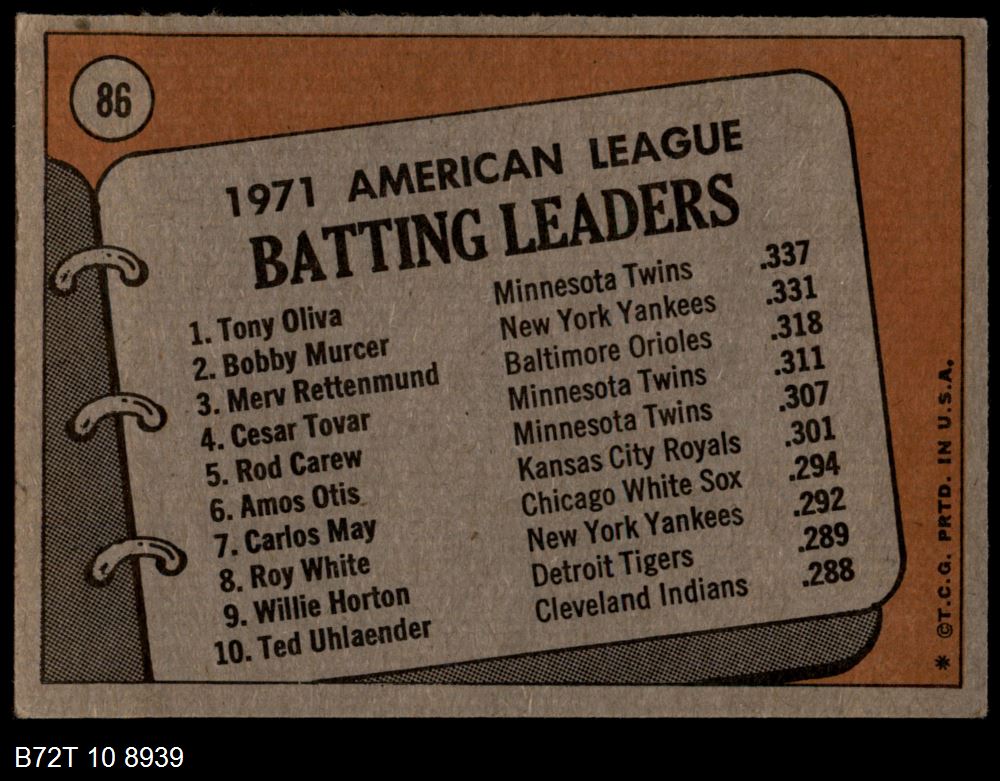 86
1971 AMERICAN LEAGUE
BATTING LEADERS
1. Tony Oliva Minnesota Twins .337
2. Bobby Murcer New York Yankees .331
3. Merv Rettenmund Baltimore Orioles .318
4. Cesar Tovar Minnesota Twins .311
5. Rod Carew Minnesota Twins .307
6. Amos Otis Kansas City Royals .301
7. Carlos May Chicago White Sox .294
8. Roy White New York Yankees .292
9. Willie Horton Detroit Tigers .289
10. Ted Uhlaender Cleveland Indians .288
* ©T.C.G. PRTD. IN U.S.A.
B72T 10 8939